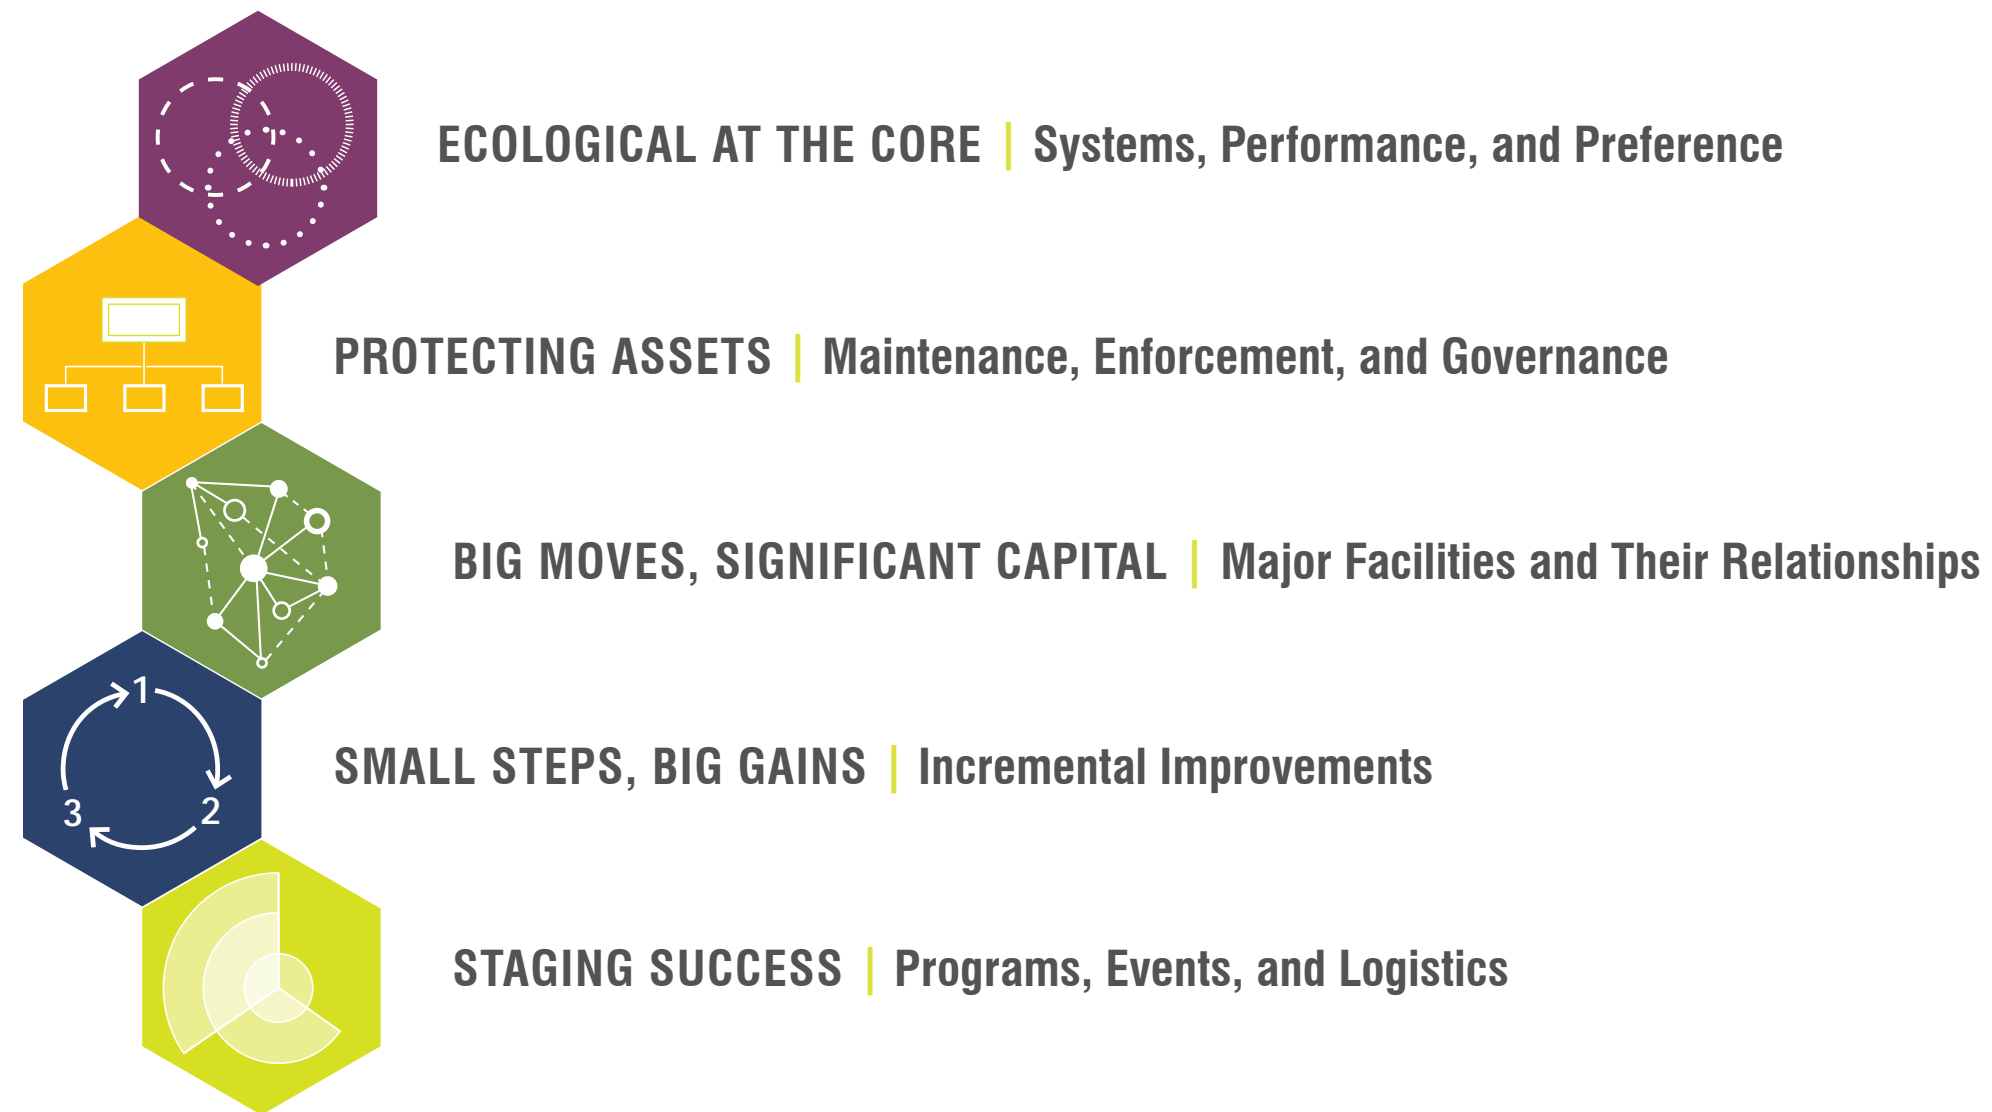 ECOLOGICAL AT THE CORE | Systems, Performance, and Preference
PROTECTING ASSETS | Maintenance, Enforcement, and Governance
BIG MOVES, SIGNIFICANT CAPITAL | Major Facilities and Their Relationships
1
SMALL STEPS, BIG GAINS | Incremental Improvements
3 2
STAGING SUCCESS | Programs, Events, and Logistics